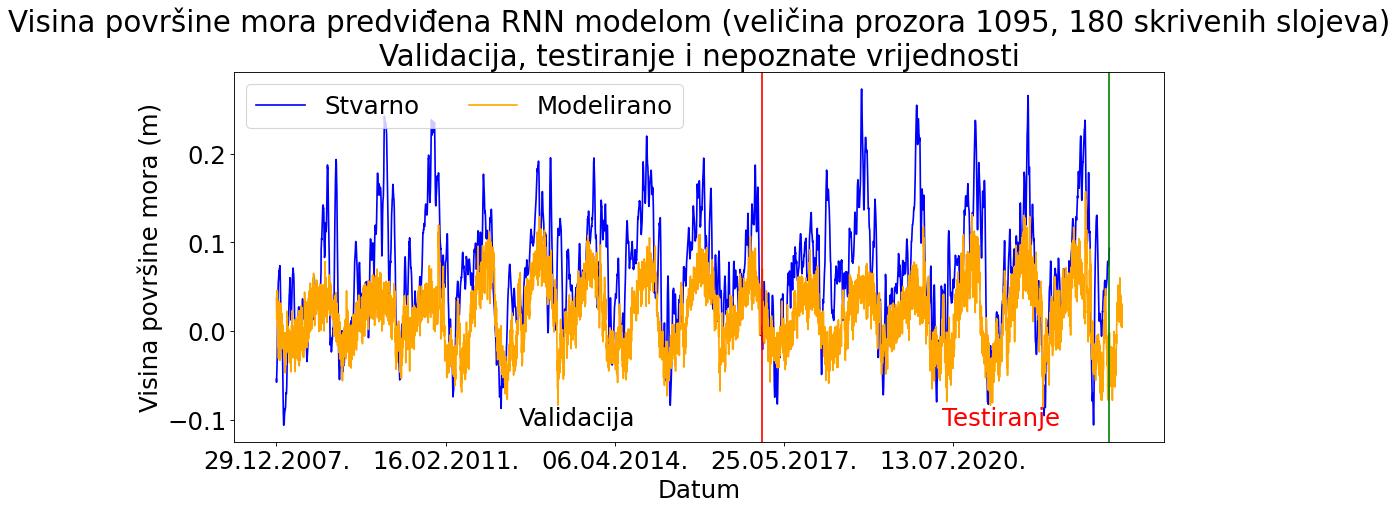 Visina površine mora predviđena RNN modelom (veličina prozora 1095, 180 skrivenih slojeva)
Validacija, testiranje i nepoznate vrijednosti
Stvarno
Modelirano
Visina površine mora (m)
0.2
0.1
0.0
−0.1
Validacija
Testiranje
29.12.2007.
16.02.2011.
06.04.2014.
25.05.2017.
13.07.2020.
Datum